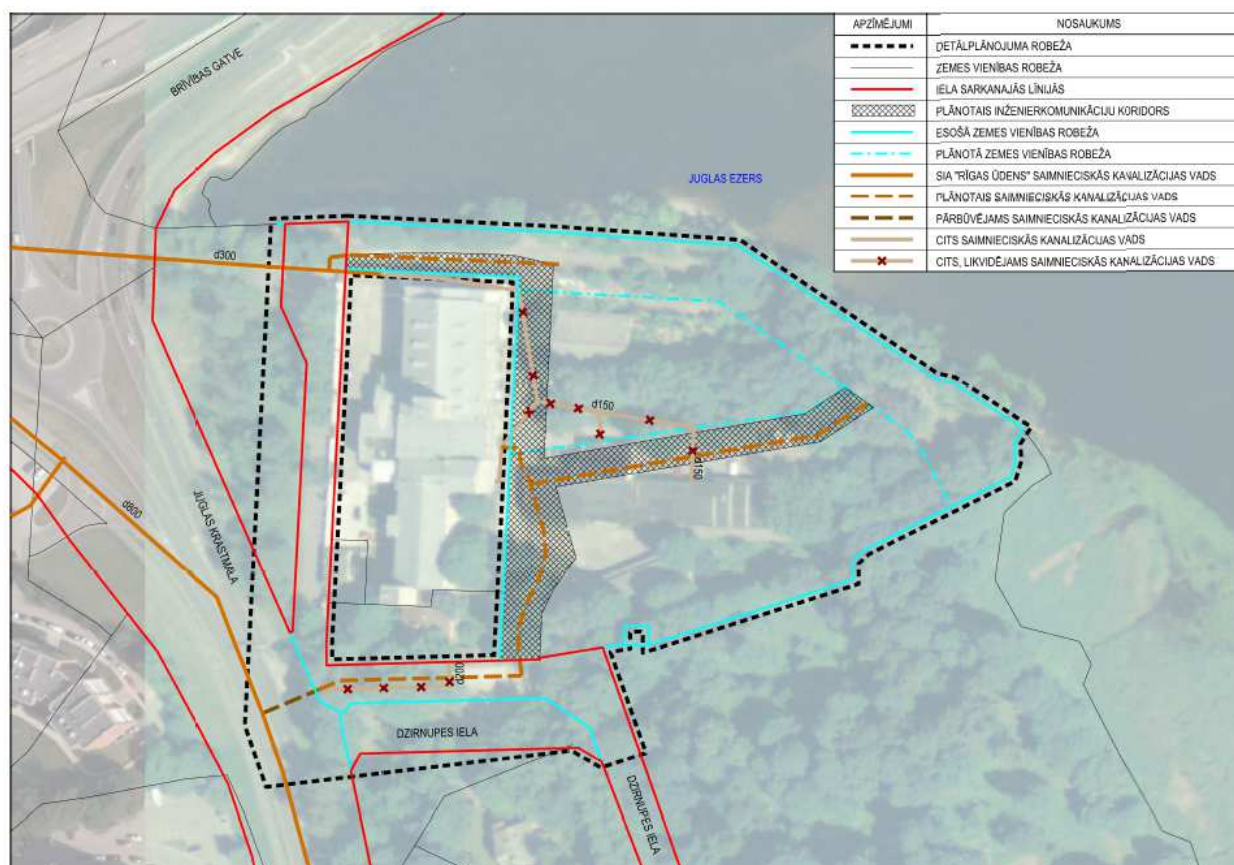 APZĪMĒJUMI NOSAUKUMS
DETĀLPLĀNOJUMA ROBEŽA
ZEMES VIENĪBAS ROBEŽA
IELA SARKANAJĀS LĪNIJĀS
PLĀNOTAIS INŽENIERKOMUNIKĀCIJU KORIDORS
ESOŠĀ ZEMES VIENĪBAS ROBEŽA
PLĀNOTĀ ZEMES VIENĪBAS ROBEŽA
SIA "RĪGAS ŪDENS" SAIMNIECISKĀS KANALIZĀCIJAS VADS
PLĀNOTAIS SAIMNIECISKĀS KANALIZĀCIJAS VADS
PĀRBŪVĒJAMS SAIMNIECISKĀS KANALIZĀCIJAS VADS
CITS SAIMNIECISKĀS KANALIZĀCIJAS VADS
CITS, LIKVIDĒJAMS SAIMNIECISKĀS KANALIZĀCIJAS VADS
BRĪVĪBAS GATVE
JUGLAS EZERS
d300
d150
d150
d600
JUGLAS KRASTMALA
d200
DZIRNUPES IELA
DZIRNUPES IELA